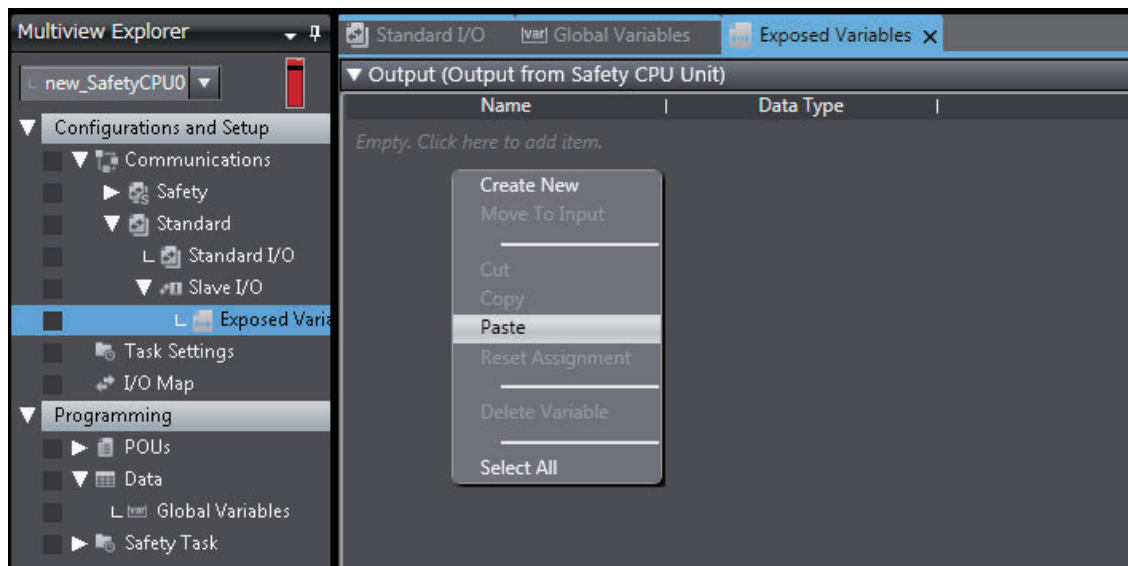 Multiview Explorer
new_SafetyCPU0
Configurations and Setup
Communications
Safety
Standard
Standard I/O
Slave I/O
Exposed Varia
Task Settings
I/O Map
Programming
POUs
Data
Global Variables
Safety Task
Standard I/O var Global Variables Exposed Variables
Output (Output from Safety CPU Unit)
Name Data Type
Empty. Click here to add item.
Create New
Move To Input
Cut
Copy
Paste
Reset Assignment
Delete Variable
Select All